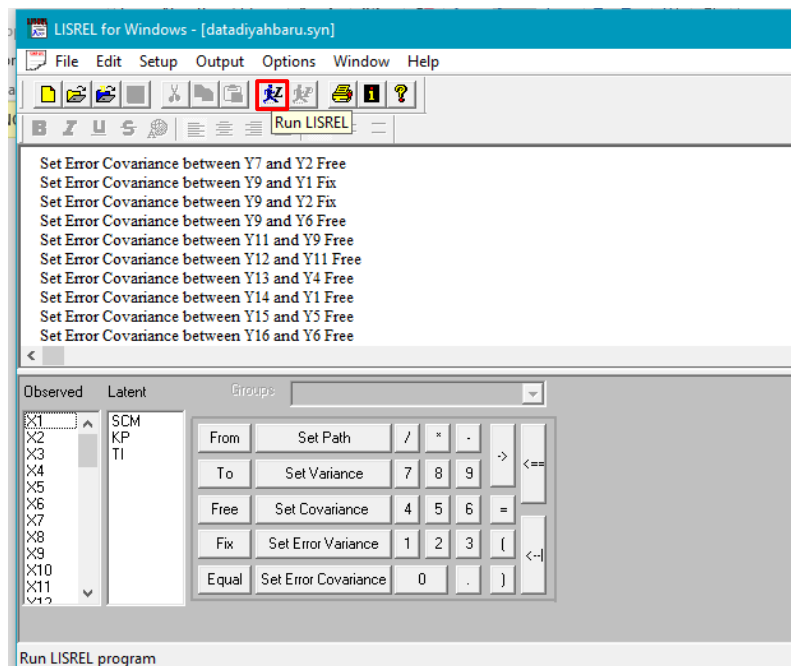 LISREL for Windows - [datadiyahbaru.syn]
File Edit Setup Output Options Window Help
Run LISREL
B I U S
Set Error Covariance between Y7 and Y2 Free
Set Error Covariance between Y9 and Y1 Fix
Set Error Covariance between Y9 and Y2 Fix
Set Error Covariance between Y9 and Y6 Free
Set Error Covariance between Y11 and Y9 Free
Set Error Covariance between Y12 and Y11 Free
Set Error Covariance between Y13 and Y4 Free
Set Error Covariance between Y14 and Y1 Free
Set Error Covariance between Y15 and Y5 Free
Set Error Covariance between Y16 and Y6 Free
Observed Latent Groups
X1 SCM
X2 KP
X3 TI
X4
X5
X6
X7
X8
X9
X10
X11
X12
From Set Path / * - -> <==
To Set Variance 7 8 9
Free Set Covariance 4 5 6 =
Fix Set Error Variance 1 2 3 ( <--|
Equal Set Error Covariance 0 . )
Run LISREL program